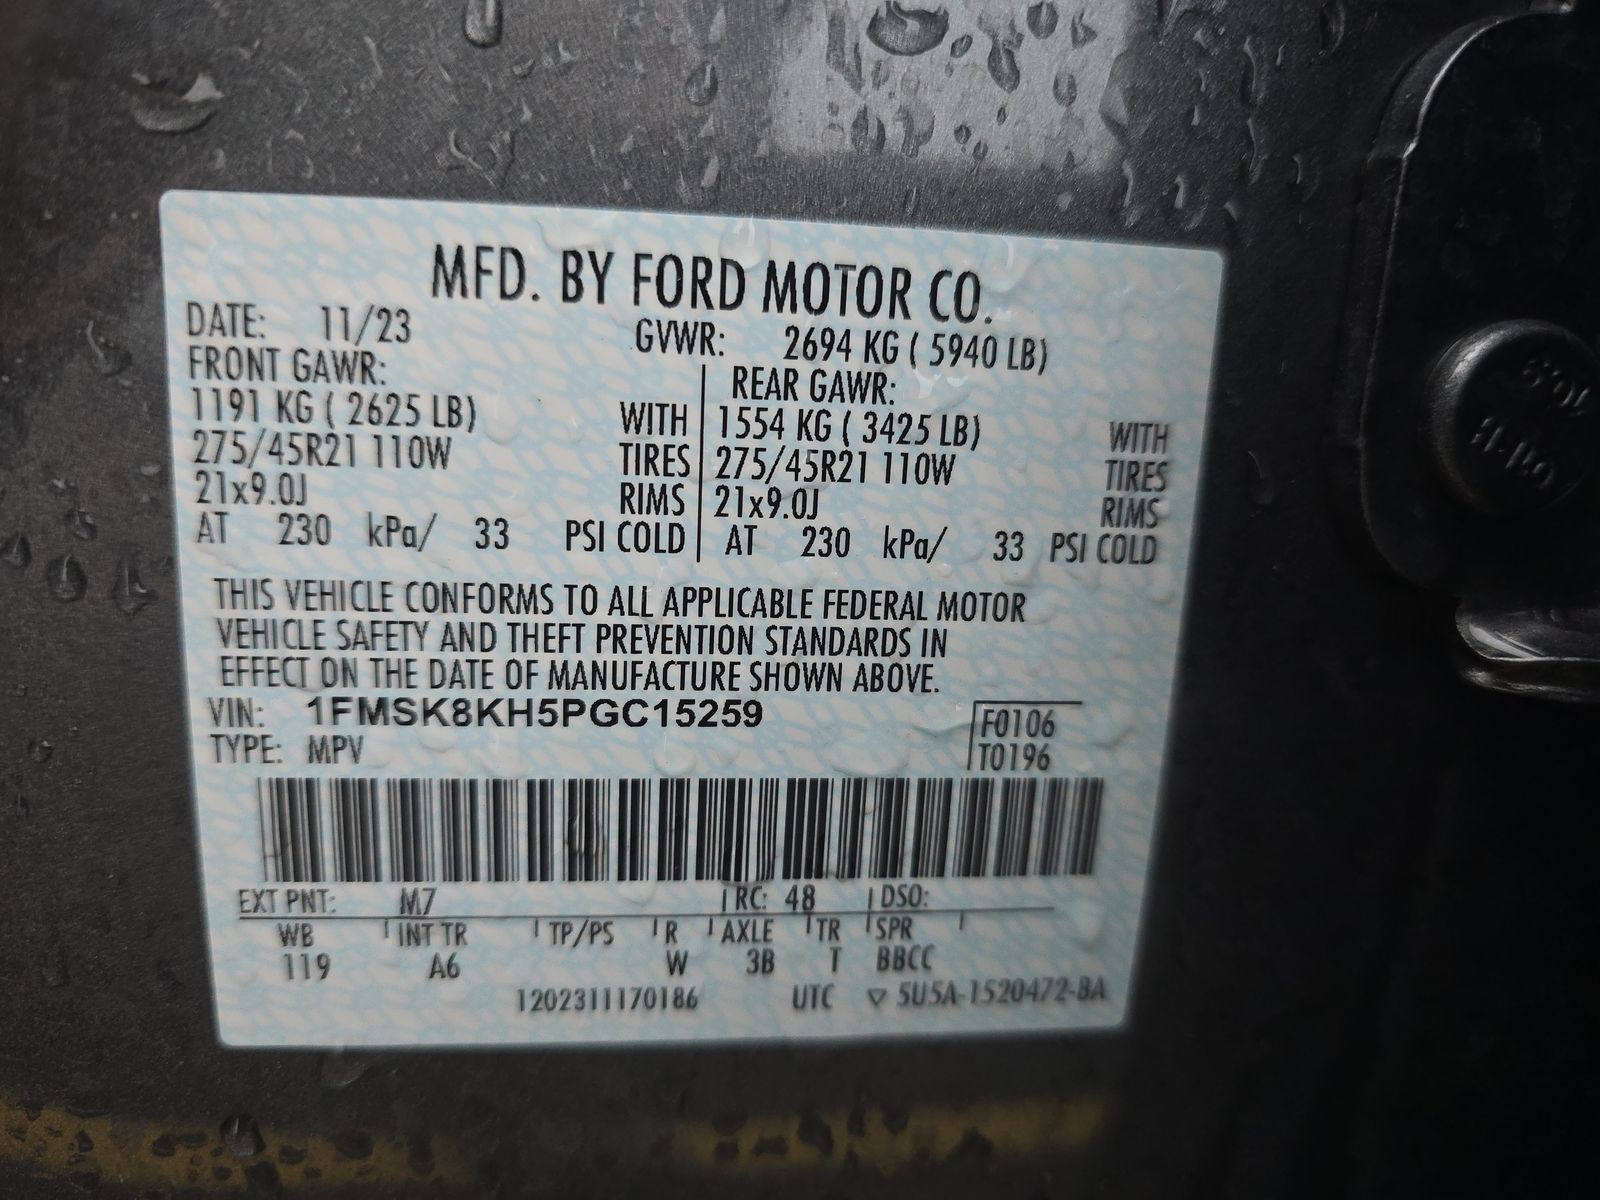 MFD. BY FORD MOTOR CO.
DATE: 11/23 GVWR: 2694 KG ( 5940 LB)
FRONT GAWR: REAR GAWR:
1191 KG ( 2625 LB) WITH 1554 KG ( 3425 LB) WITH
275/45R21 110W TIRES 275/45R21 110W TIRES
21x9.0J RIMS 21x9.0J RIMS
AT 230 kPa/ 33 PSI COLD AT 230 kPa/ 33 PSI COLD
THIS VEHICLE CONFORMS TO ALL APPLICABLE FEDERAL MOTOR
VEHICLE SAFETY AND THEFT PREVENTION STANDARDS IN
EFFECT ON THE DATE OF MANUFACTURE SHOWN ABOVE.
VIN: 1FMSK8KH5PGC15259 F0106
TYPE: MPV T0196
EXT PNT: M7 RC: 48 DSO:
WB INT TR TP/PS R AXLE TR SPR
119 A6 W 3B T BBCC
1202311170186 UTC ▽ 5U5A-1520472-BA